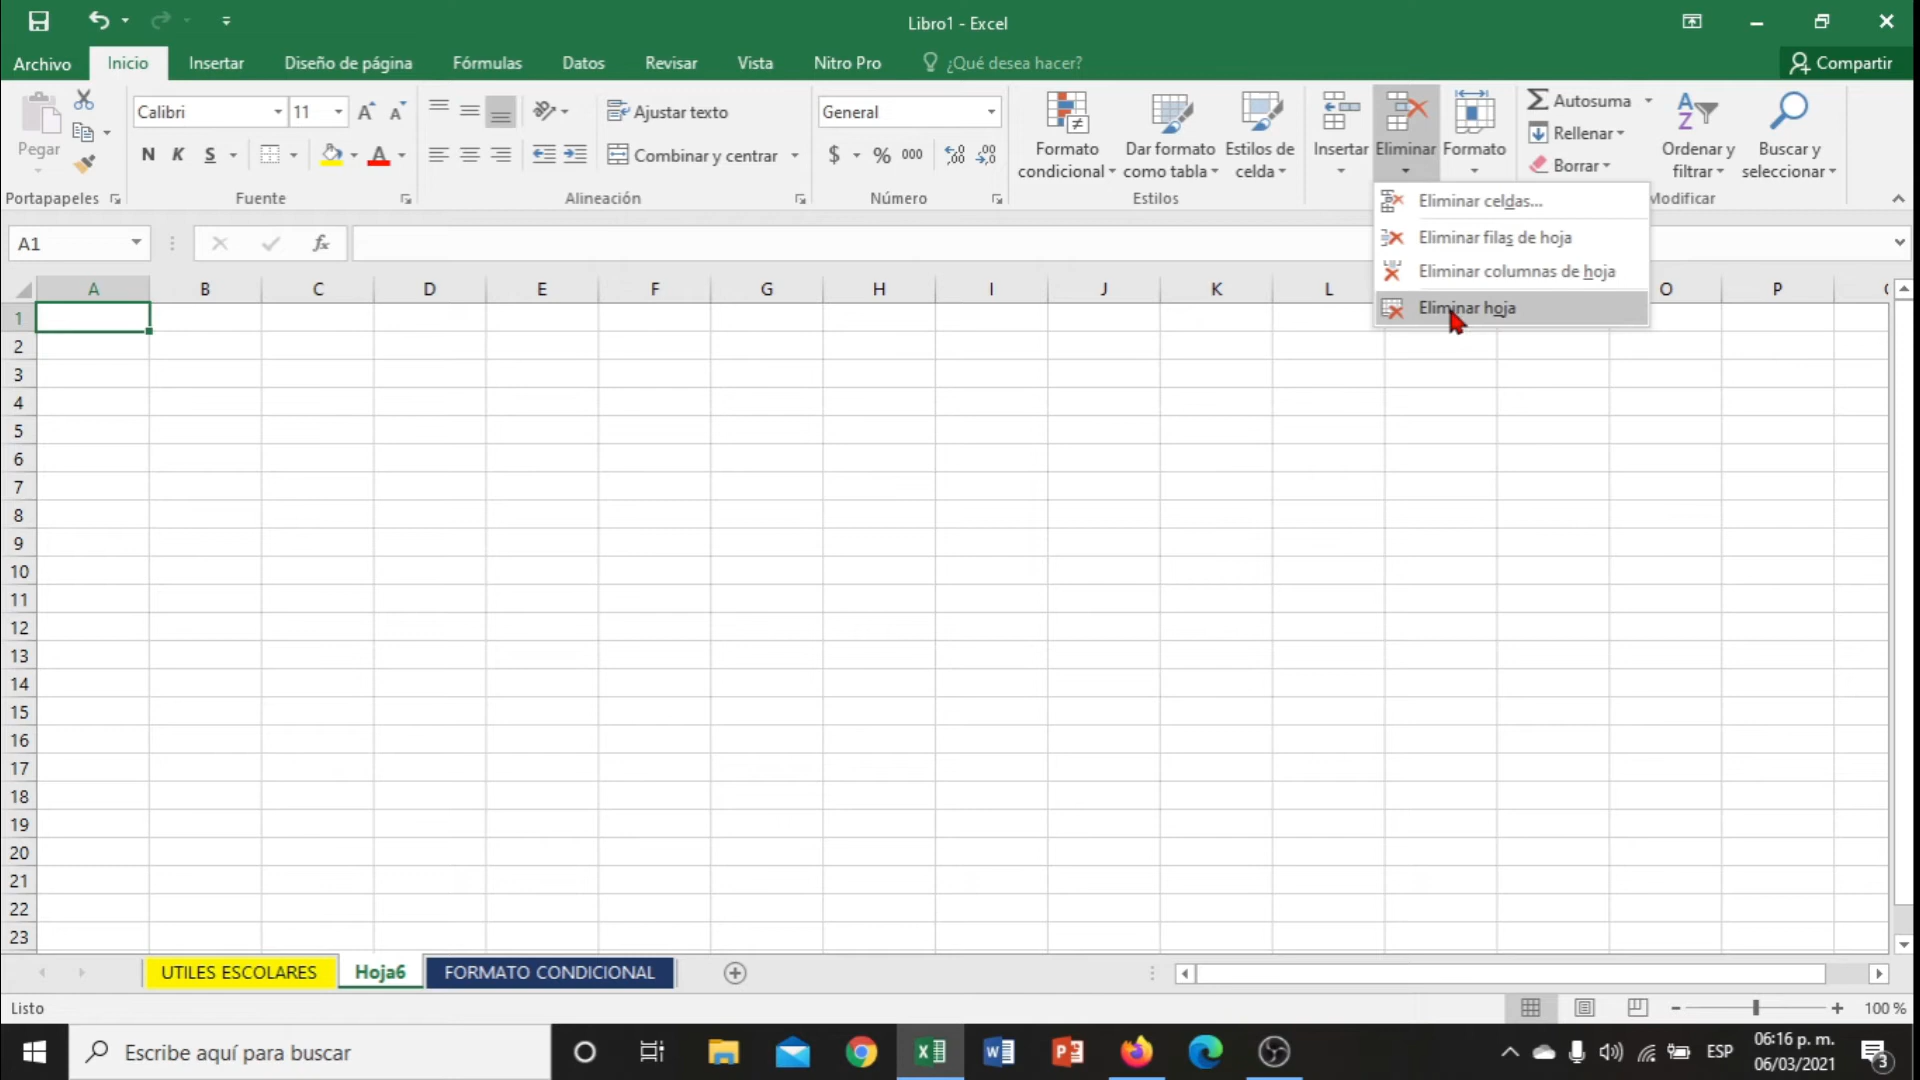 Libro1 - Excel
Archivo Inicio Insertar Diseño de página Fórmulas Datos Revisar Vista Nitro Pro ¿Qué desea hacer? Compartir
Pegar
Portapapeles
Calibri 11
N K S A
Fuente
Ajustar texto
Combinar y centrar
Alineación
General
$ % 000
Número
Formato condicional
Dar formato como tabla
Estilos de celda
Estilos
Insertar Eliminar Formato
Autosuma
Rellenar
Borrar
Ordenar y filtrar
Buscar y seleccionar
Modificar
Eliminar celdas...
Eliminar filas de hoja
Eliminar columnas de hoja
Eliminar hoja
A1 fx
A B C D E F G H I J K L O P
1
2
3
4
5
6
7
8
9
10
11
12
13
14
15
16
17
18
19
20
21
22
23
UTILES ESCOLARES Hoja6 FORMATO CONDICIONAL
Listo 100 %
Escribe aquí para buscar
ESP
06:16 p. m.
06/03/2021
3